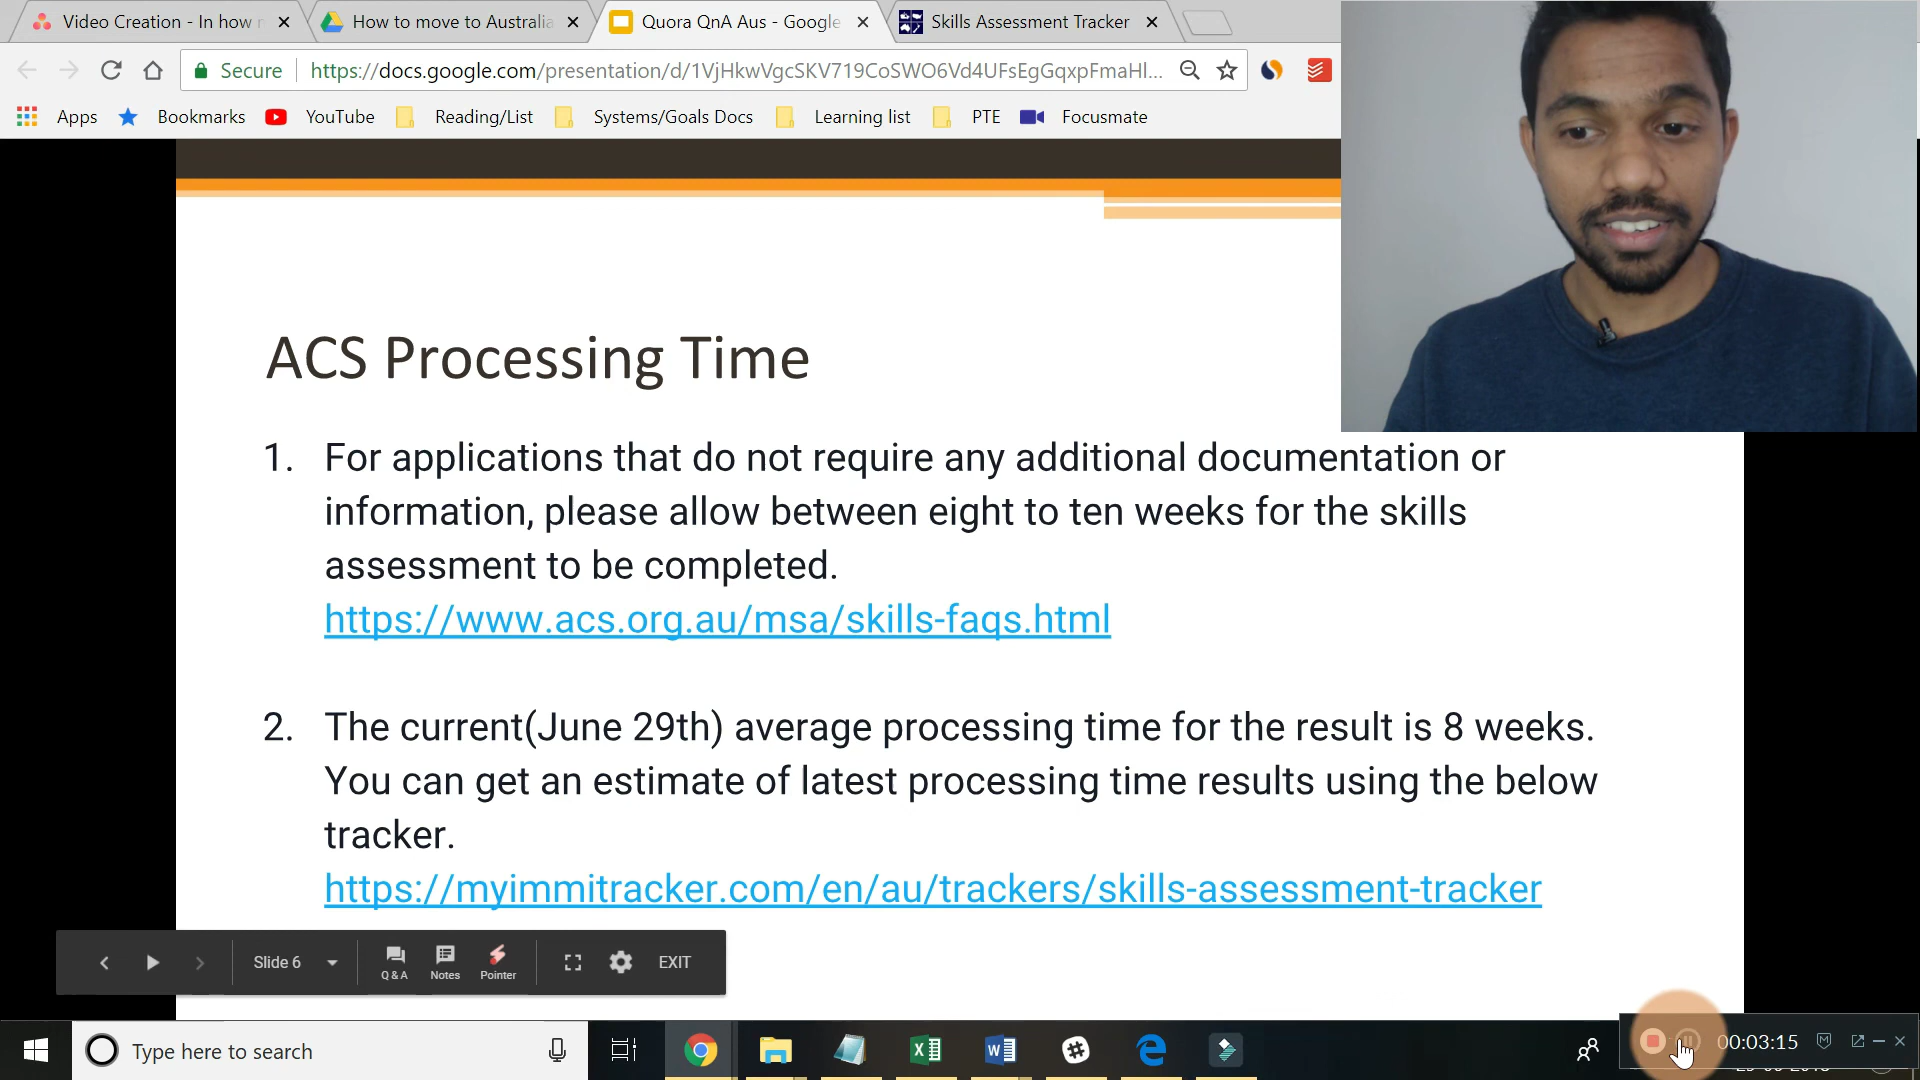 Video Creation - In how
How to move to Australia
Quora QnA Aus - Google
Skills Assessment Tracker
Secure
https://docs.google.com/presentation/d/1VjHkwVgcSKV719CoSWO6Vd4UFsEgGqxpFmaHl...
Apps
Bookmarks
YouTube
Reading/List
Systems/Goals Docs
Learning list
PTE
Focusmate
ACS Processing Time
1. For applications that do not require any additional documentation or
information, please allow between eight to ten weeks for the skills
assessment to be completed.
https://www.acs.org.au/msa/skills-faqs.html
2. The current(June 29th) average processing time for the result is 8 weeks.
You can get an estimate of latest processing time results using the below
tracker.
https://myimmitracker.com/en/au/trackers/skills-assessment-tracker
Slide 6
Q & A
Notes
Pointer
EXIT
Type here to search
00:03:15